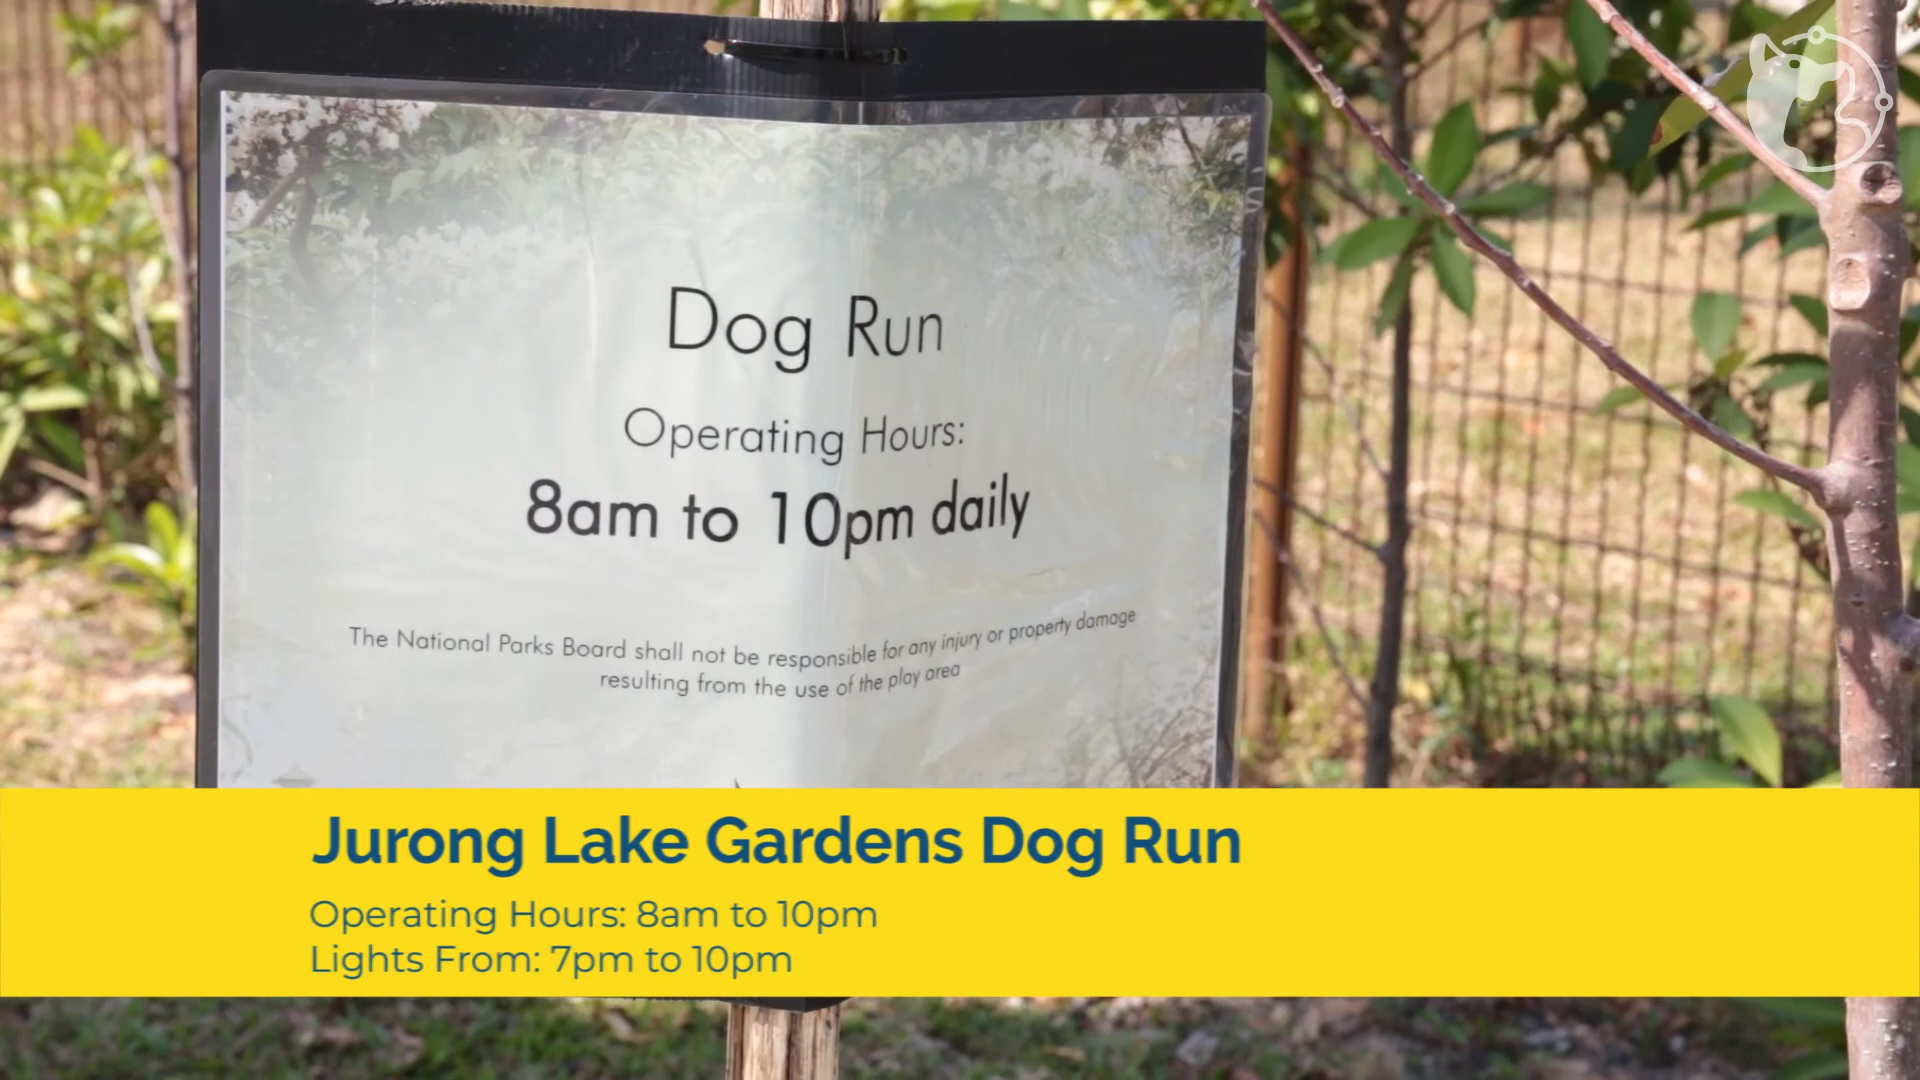 Dog Run
Operating Hours:
8am to 10pm daily
The National Parks Board shall not be responsible for any injury or property damage
resulting from the use of the play area
Jurong Lake Gardens Dog Run
Operating Hours: 8am to 10pm
Lights From: 7pm to 10pm